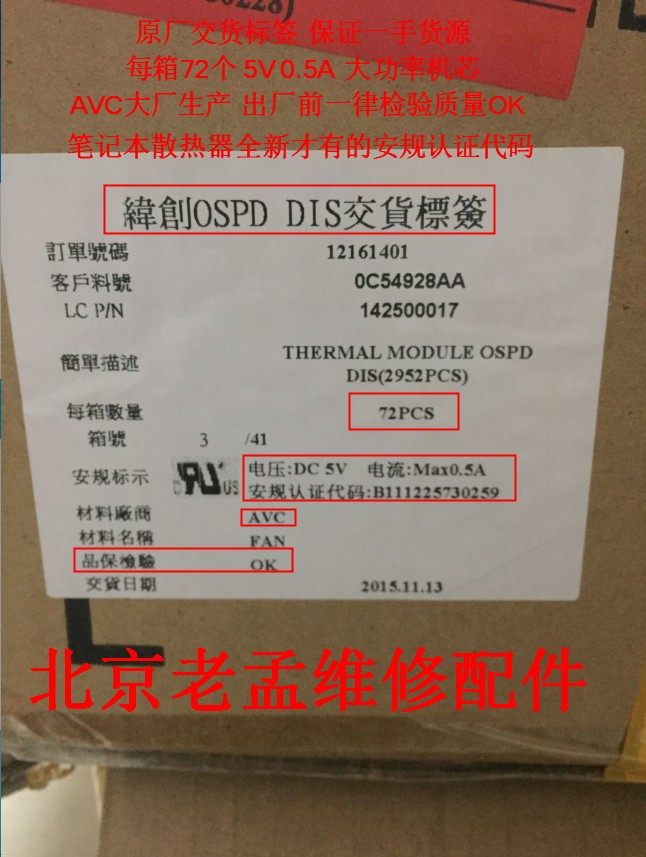 原厂交货标签 保证一手货源
每箱72个 5V 0.5A 大功率机芯
AVC大厂生产 出厂前一律检验质量OK
笔记本散热器全新才有的安规认证代码
緯創OSPD DIS交貨標簽
訂單號碼 12161401
客戶料號 0C54928AA
LC P/N 142500017
簡單描述 THERMAL MODULE OSPD
DIS(2952PCS)
每箱數量 72PCS
箱號 3 /41
安规标示 US 电压:DC 5V 电流:Max0.5A
安规认证代码:B111225730259
材料廠商 AVC
材料名稱 FAN
品保檢驗 OK
交貨日期 2015.11.13
北京老孟维修配件